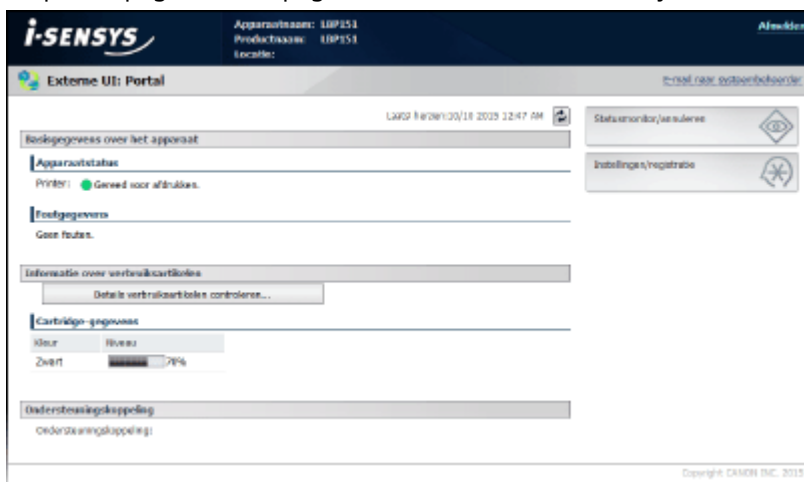 i-SENSYS
Apparaatnaam: LBP151
Productnaam: LBP151
Locatie:
Afmelden
Externe UI: Portal
E-mail naar systeembeheerder
Laatst herzien:10/10 2015 12:47 AM
Basisgegevens over het apparaat
Apparaatstatus
Printer: Gereed voor afdrukken.
Foutgegevens
Geen fouten.
Informatie over verbruiksartikelen
Details verbruiksartikelen controleren...
Cartridge-gegevens
Kleur Niveau
Zwart 70%
Ondersteuningskoppeling
Ondersteuningskoppeling:
Statusmonitor/annuleren
Instellingen/registratie
Copyright CANON INC. 2015